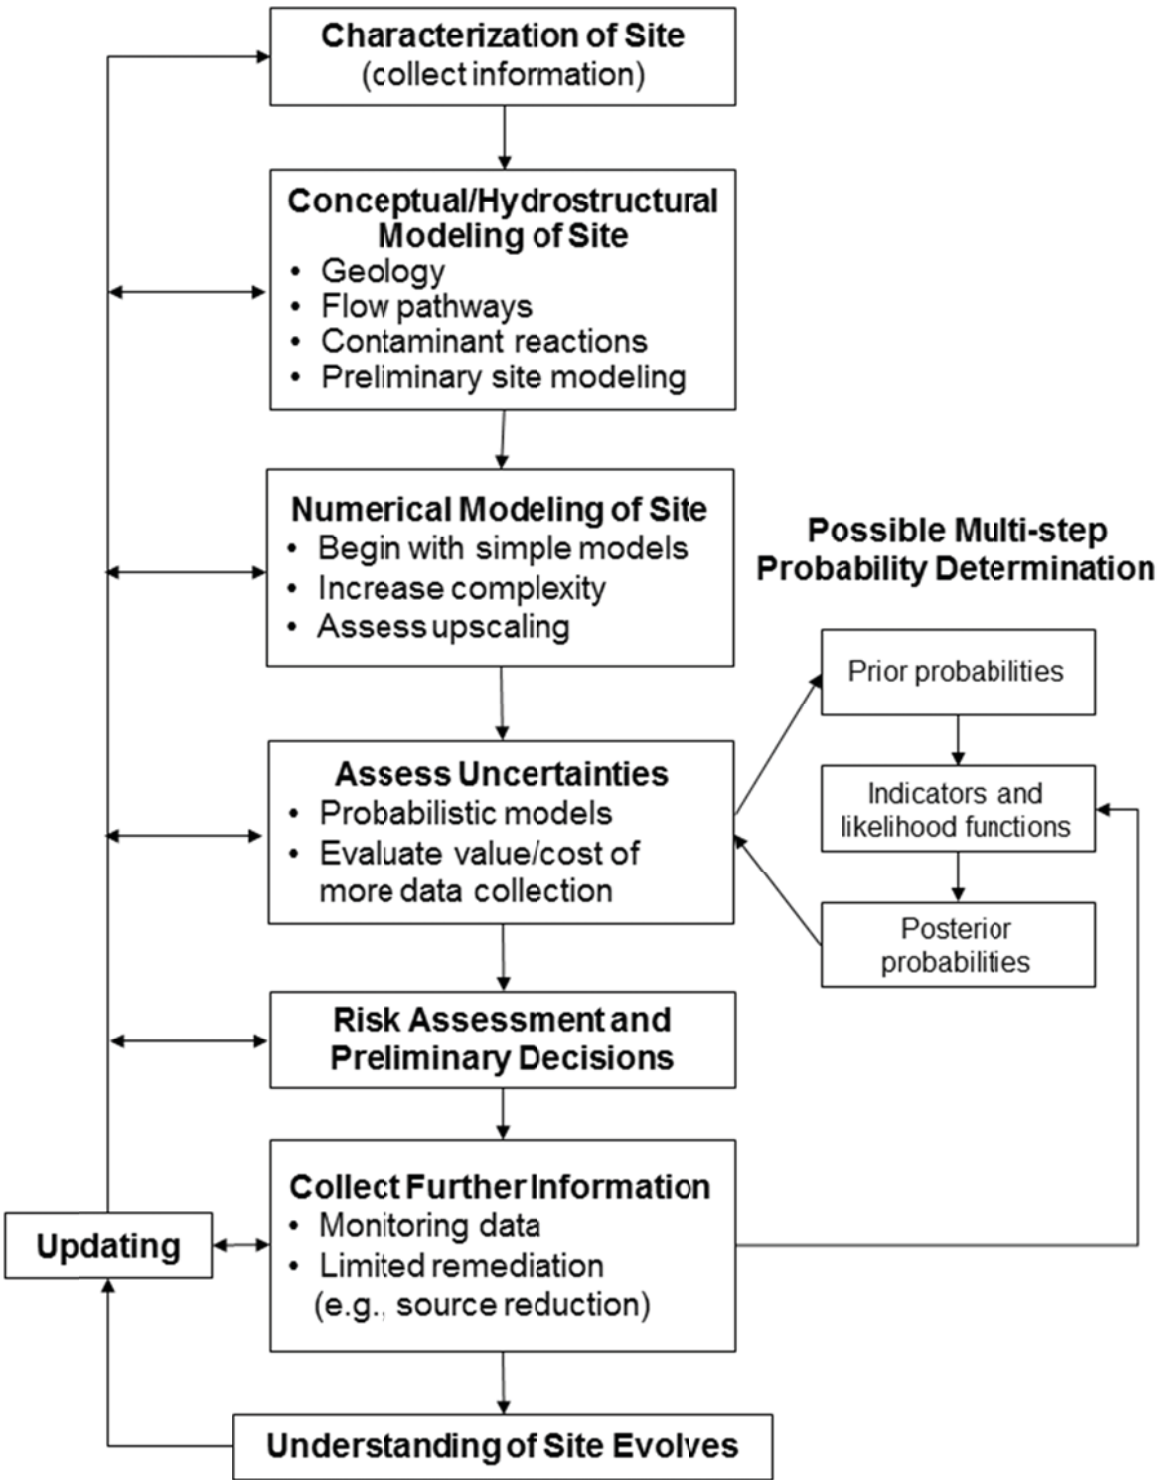 Characterization of Site
(collect information)
Conceptual/Hydrostructural
Modeling of Site
• Geology
• Flow pathways
• Contaminant reactions
• Preliminary site modeling
Numerical Modeling of Site
• Begin with simple models
• Increase complexity
• Assess upscaling
Possible Multi-step
Probability Determination
Prior probabilities
Indicators and
likelihood functions
Posterior
probabilities
Assess Uncertainties
• Probabilistic models
• Evaluate value/cost of
more data collection
Risk Assessment and
Preliminary Decisions
Collect Further Information
• Monitoring data
• Limited remediation
(e.g., source reduction)
Updating
Understanding of Site Evolves